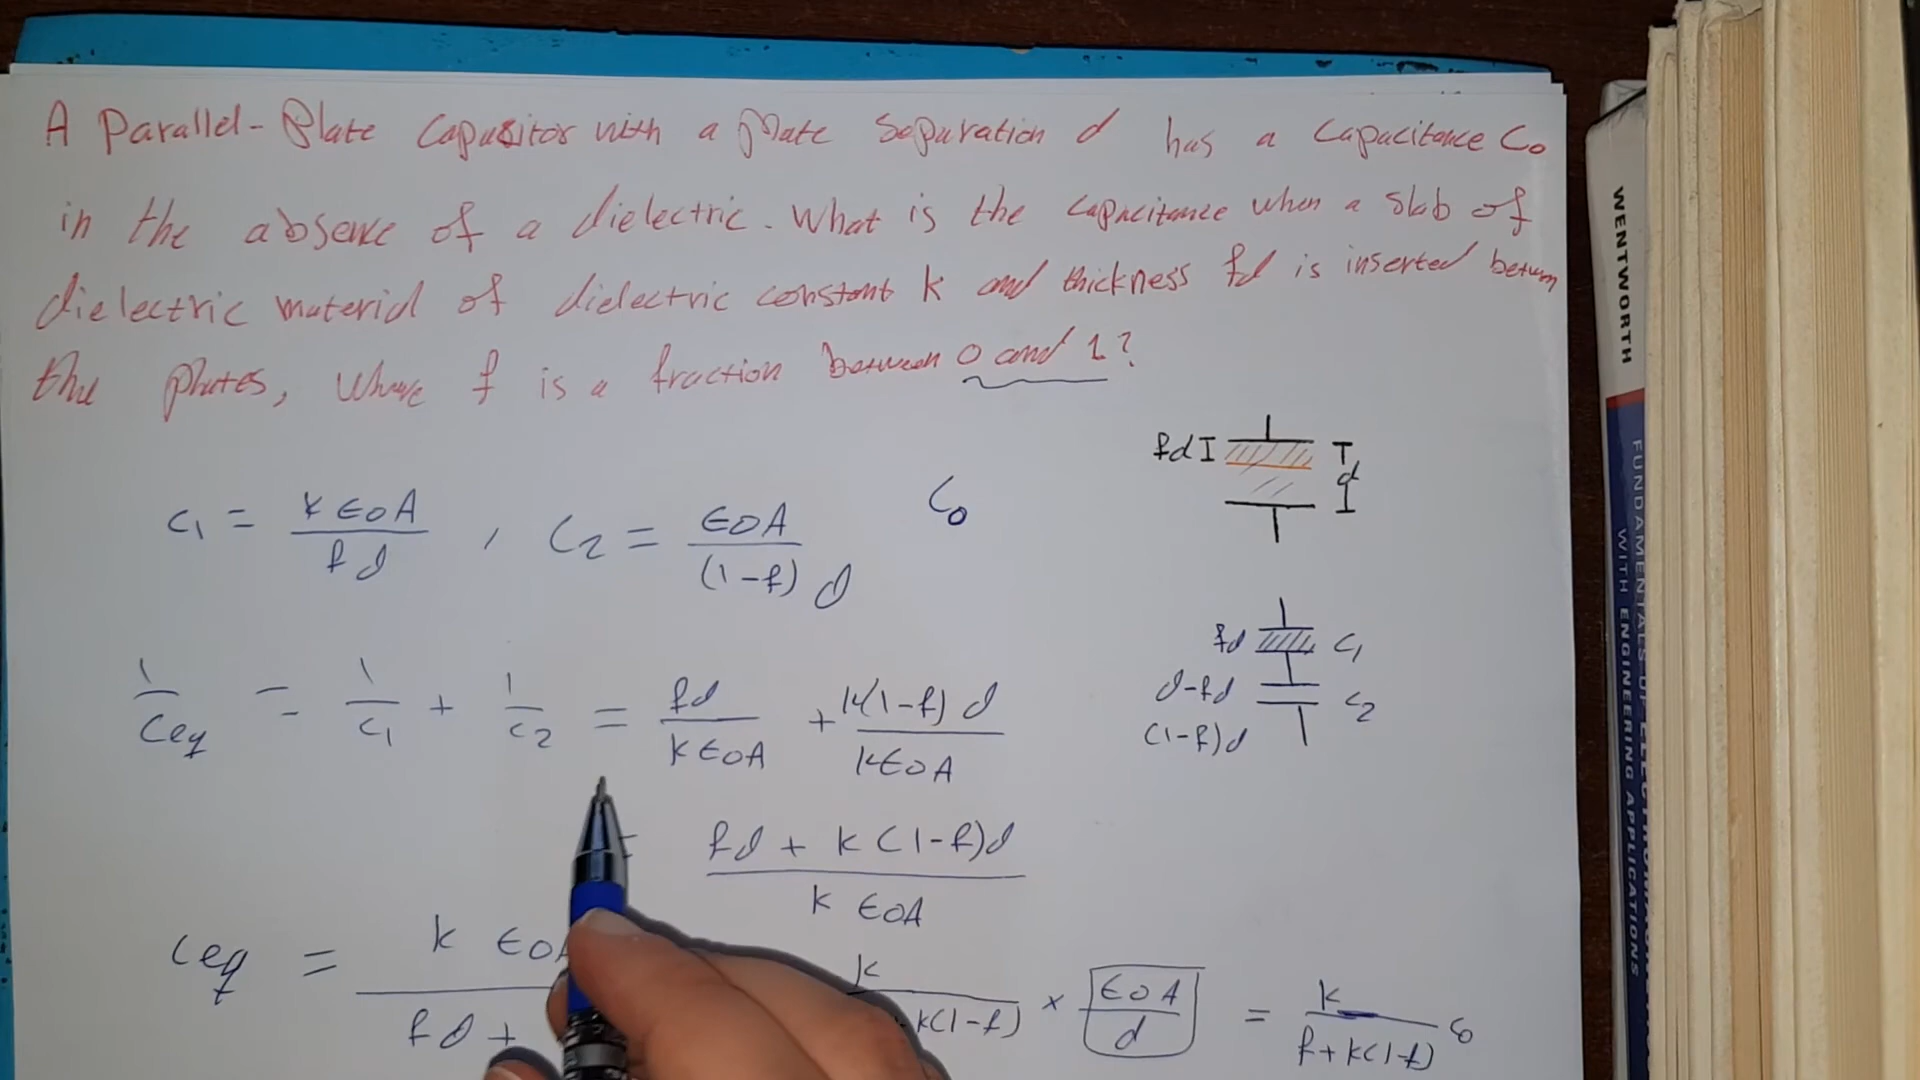 A Parallel-Plate Capacitor with a Plate Separation d has a Capacitance C₀
in the absence of a dielectric. What is the capacitance when a slab of
dielectric material of dielectric constant k and thickness fd is inserted between
the plates, where f is a fraction between 0 and 1?
fd I
T
d
C₁ = k ϵ0A / fd , C₂ = ϵ0A / (1-f) d
C₀
fd
C₁
d-fd
C₂
(1-f)d
1/Ceq = 1/C₁ + 1/C₂ = fd / k ϵ0A + k(1-f) d / kϵ0A
= fd + k (1-f)d / k ϵ0A
Ceq = k ϵ0 / fd +
k / k(1-f) × ϵ0A / d = k / f + k(1-f) C₀
WENTWORTH
FUNDAMENTALS OF
WITH ENGINEERING APPLICATIONS